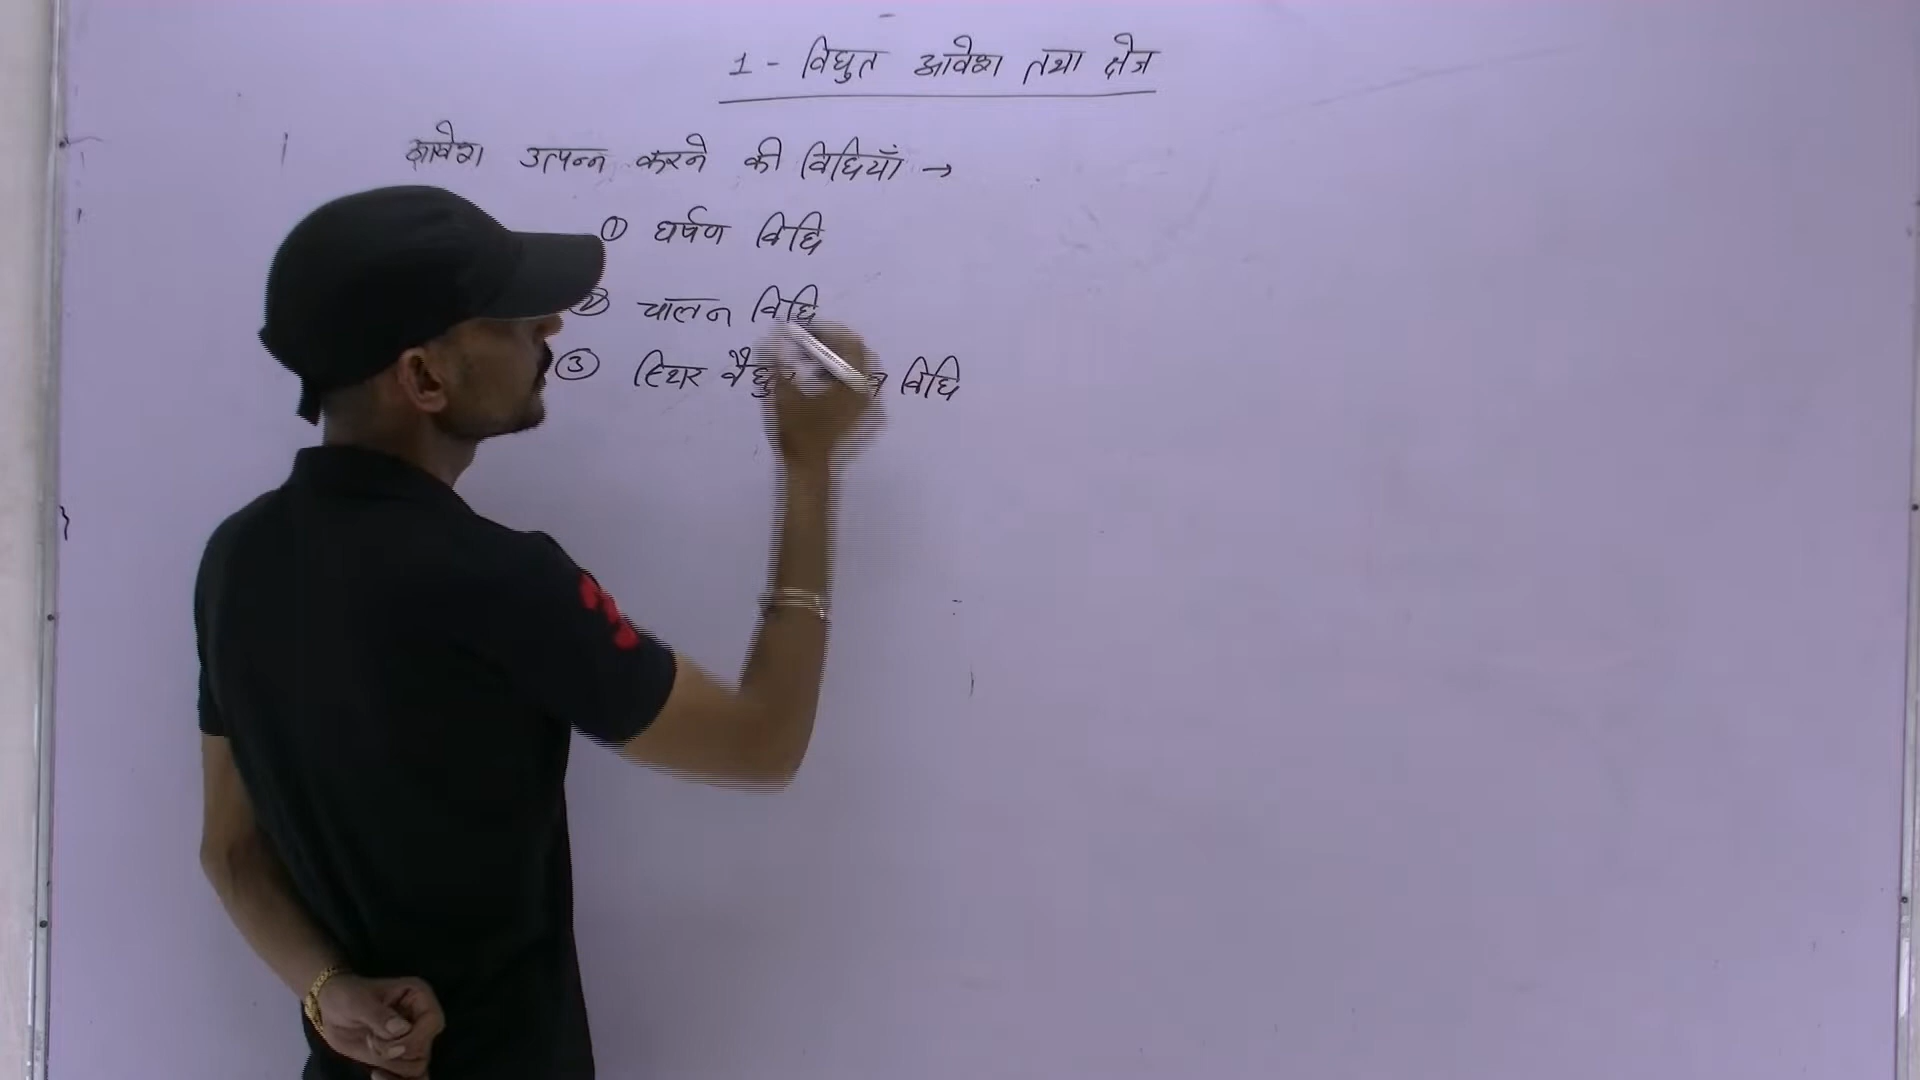 1 - विद्युत आवेश तथा क्षेत्र
आवेश उत्पन्न करने की विधियाँ →
① घर्षण विधि
② चालन विधि
③ स्थिर वैद्युत विधि